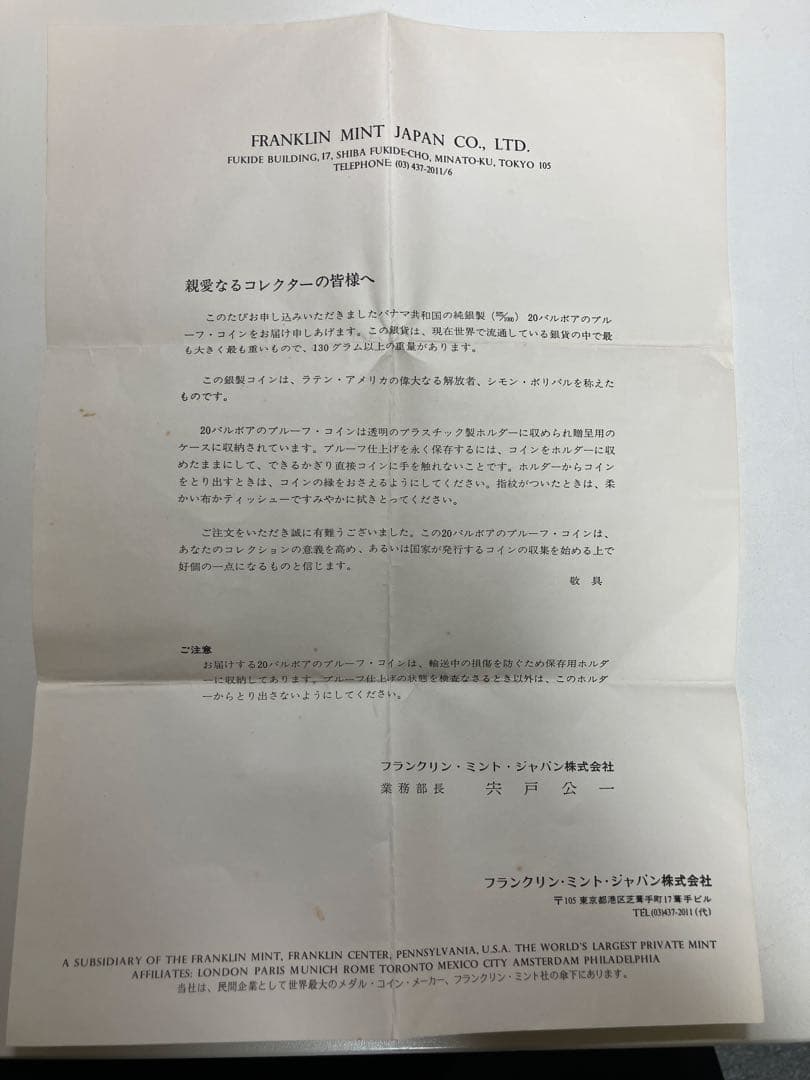 FRANKLIN MINT JAPAN CO., LTD.
FUKIDE BUILDING, 17, SHIBA FUKIDE-CHO, MINATO-KU, TOKYO 105
TELEPHONE: (03) 437-2011/6
親愛なるコレクターの皆様へ
このたびお申し込みいただきましたパナマ共和国の純銀製 20バルボアのプル
ーフ・コインをお届け申しあげます。この銀貨は、現在世界で流通している銀貨の中で最
も大きく最も重いもので、130グラム以上の重量があります。
この銀製コインは、ラテン・アメリカの偉大なる解放者、シモン・ボリバルを称えた
ものです。
20バルボアのプルーフ・コインは透明のプラスチック製ホルダーに収められ贈呈用の
ケースに収納されています。プルーフ仕上げを永く保存するには、コインをホルダーに収
めたままにして、できるかぎり直接コインに手を触れないことです。ホルダーからコイン
をとり出すときは、コインの縁をおさえるようにしてください。指紋がついたときは、柔
かい布かティッシューですみやかに拭きとってください。
ご注文をいただき誠に有難うございました。この20バルボアのプルーフ・コインは、
あなたのコレクションの意義を高め、あるいは国家が発行するコインの収集を始める上で
好個の一点になるものと信じます。
敬具
ご注意
お届けする20バルボアのプルーフ・コインは、輸送中の損傷を防ぐため保存用ホルダ
ーに収納してあります。プルーフ仕上げの状態を検査なさるとき以外は、このホルダ
ーからとり出さないようにしてください。
フランクリン・ミント・ジャパン株式会社
業務部長 宍戸公一
フランクリン・ミント・ジャパン株式会社
〒105 東京都港区芝葺手町17葺手ビル
TEL(03)437-2011(代)
A SUBSIDIARY OF THE FRANKLIN MINT, FRANKLIN CENTER, PENNSYLVANIA, U.S.A. THE WORLD'S LARGEST PRIVATE MINT
AFFILIATES: LONDON PARIS MUNICH ROME TORONTO MEXICO CITY AMSTERDAM PHILADELPHIA
当社は、民間企業として世界最大のメダル・コイン・メーカー、フランクリン・ミント社の傘下にあります。